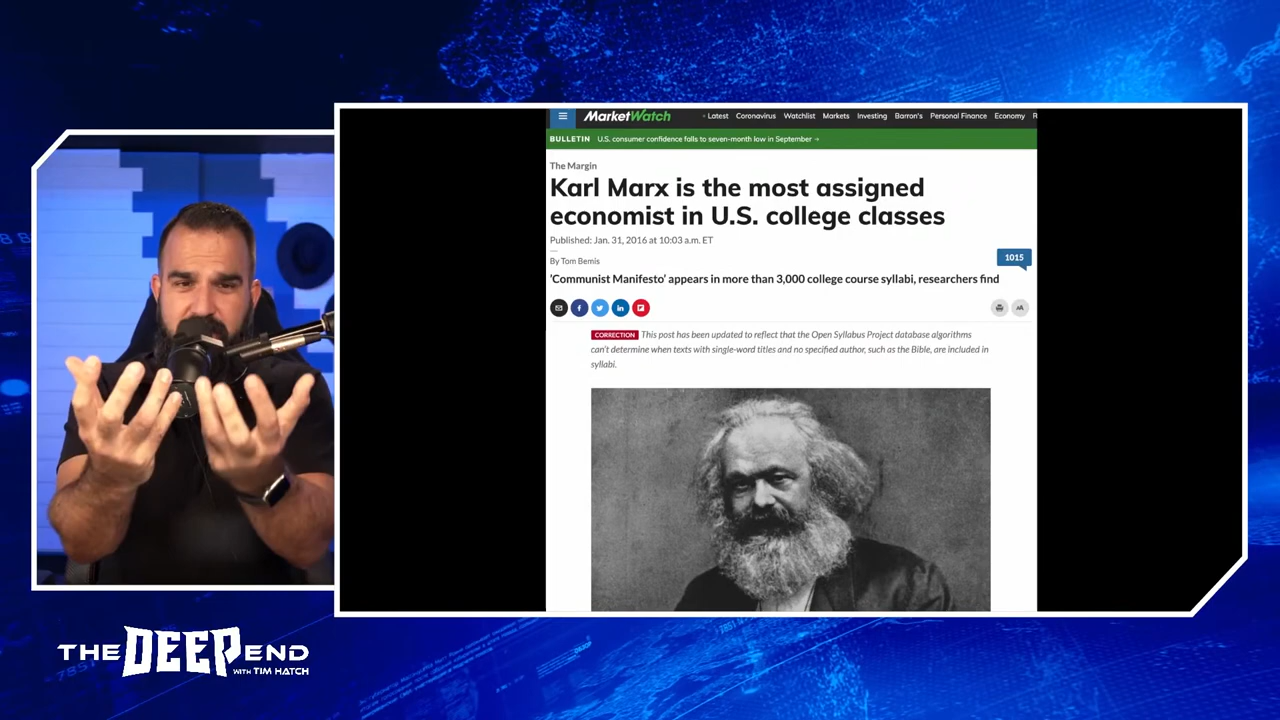 MarketWatch
Latest Coronavirus Watchlist Markets Investing Barron's Personal Finance Economy R
BULLETIN U.S. consumer confidence falls to seven-month low in September →
The Margin
Karl Marx is the most assigned
economist in U.S. college classes
Published: Jan. 31, 2016 at 10:03 a.m. ET
By Tom Bemis
1015
'Communist Manifesto' appears in more than 3,000 college course syllabi, researchers find
CORRECTION This post has been updated to reflect that the Open Syllabus Project database algorithms
can't determine when texts with single-word titles and no specified author, such as the Bible, are included in
syllabi.
THE DEEP END
WITH TIM HATCH